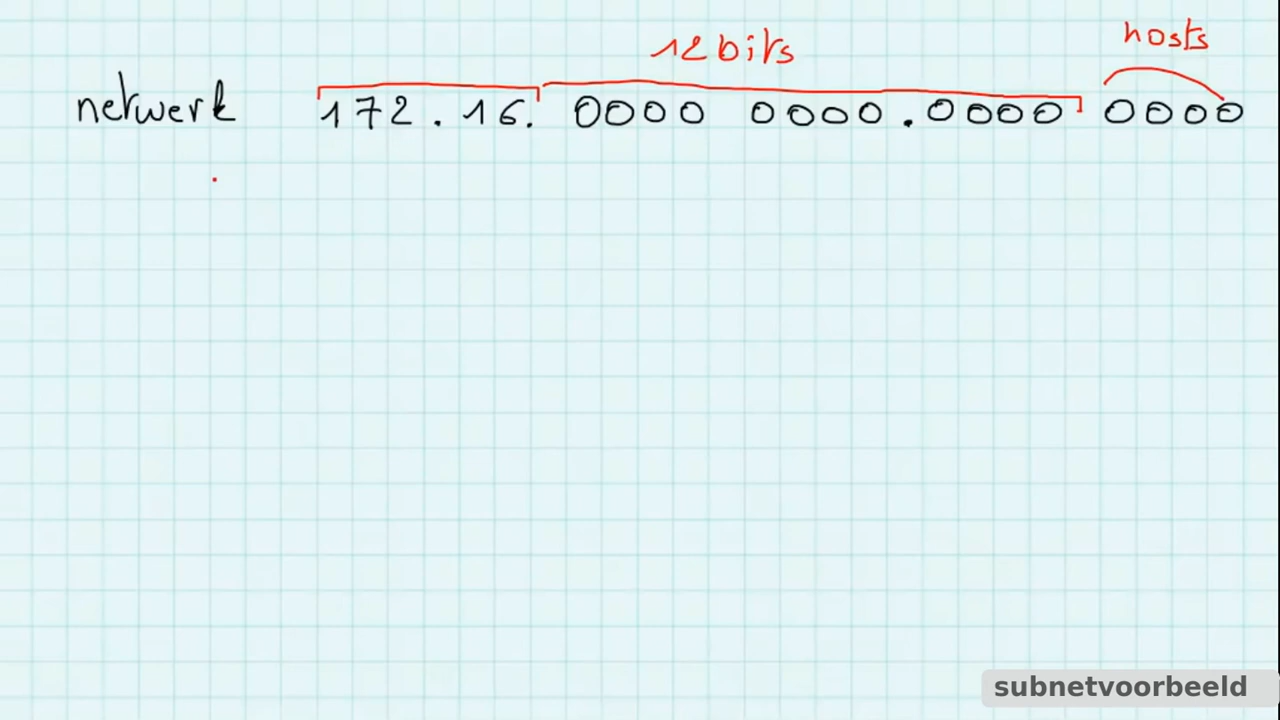 12 bits hosts
netwerk 172.16. 0000 0000.0000 0000
subnetvoorbeeld